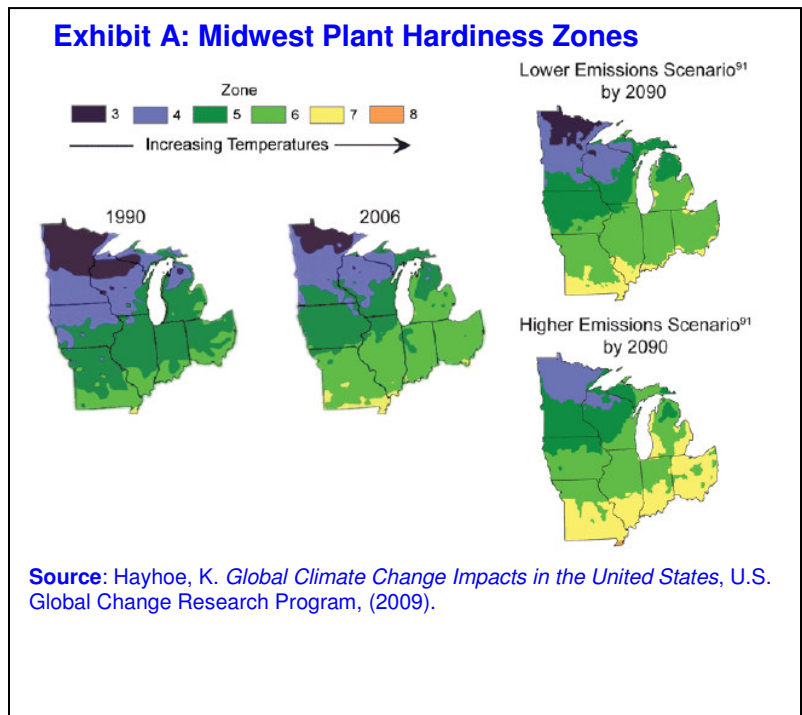 Exhibit A: Midwest Plant Hardiness Zones
Zone
3 4 5 6 7 8
Increasing Temperatures
1990
2006
Lower Emissions Scenario91
by 2090
Higher Emissions Scenario91
by 2090
Source: Hayhoe, K. Global Climate Change Impacts in the United States, U.S.
Global Change Research Program, (2009).